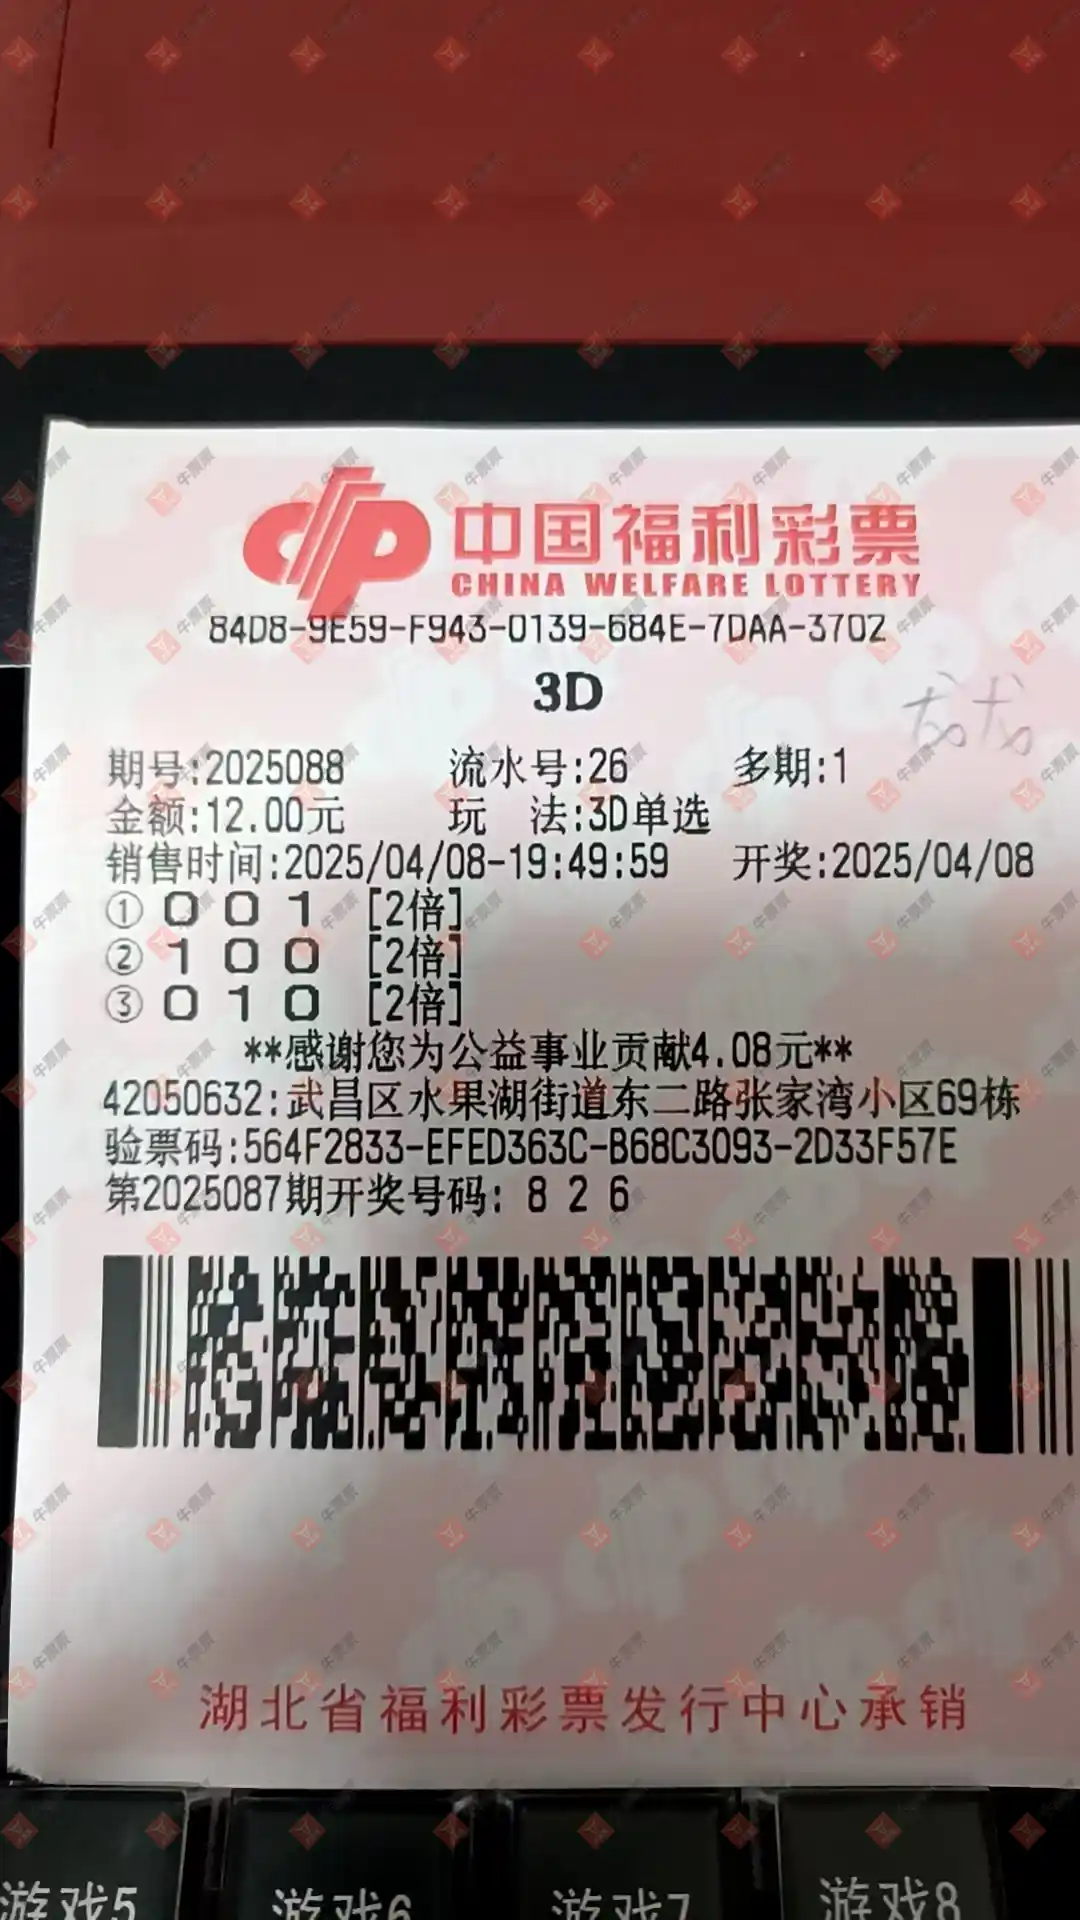 中国福利彩票
CHINA WELFARE LOTTERY
84D8-9E59-F943-0139-684E-7DAA-3702
3D
期号:2025088 流水号:26 多期:1
金额:12.00元 玩 法:3D单选
销售时间:2025/04/08-19:49:59 开奖:2025/04/08
① 0 0 1 [2倍]
② 1 0 0 [2倍]
③ 0 1 0 [2倍]
**感谢您为公益事业贡献4.08元**
42050632:武昌区水果湖街道东二路张家湾小区69栋
验票码:564F2833-EFED363C-B68C3093-2D33F57E
第2025087期开奖号码: 8 2 6
湖北省福利彩票发行中心承销
游戏5 游戏6 游戏7 游戏8
牛票票